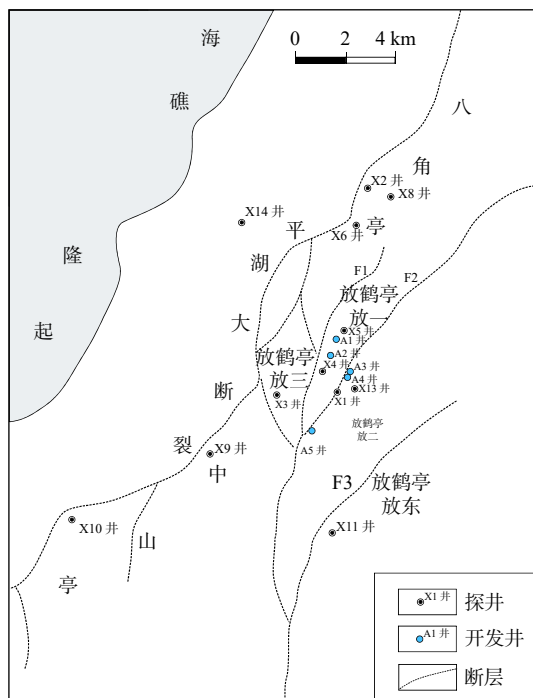 海礁隆起
0 2 4 km
八角亭
X2 井
X8 井
X14 井
X6 井
平湖大断裂
F1
F2
放鹤亭
放一
X5 井
A1 井
A2 井
放鹤亭
放三
X4 井
A3 井
A4 井
X13 井
X3 井
X1 井
放鹤亭
放二
A5 井
X9 井
中山亭
F3
放鹤亭
放东
X10 井
X11 井
X1 井 探井
A1 井 开发井
断层